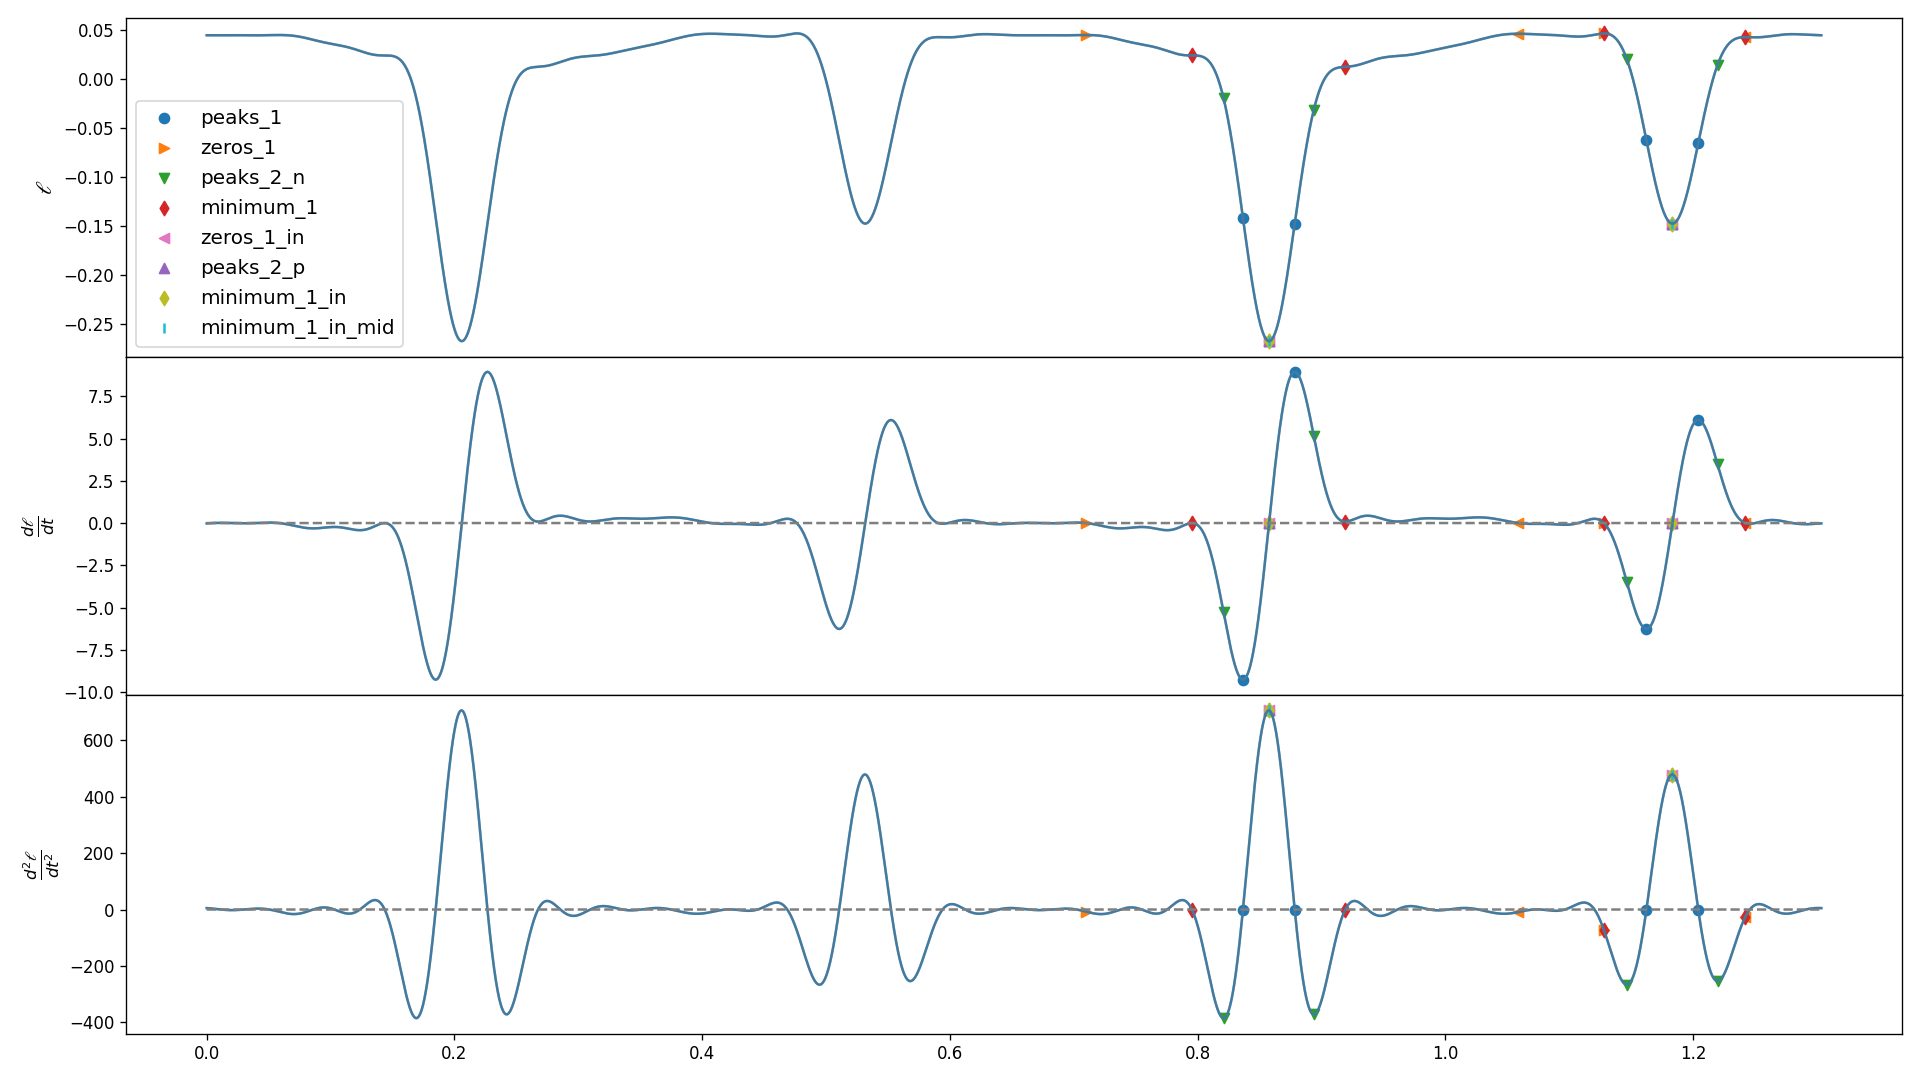 0.05
0.00
−0.05
−0.10
−0.15
−0.20
−0.25
ℓ
peaks_1
zeros_1
peaks_2_n
minimum_1
zeros_1_in
peaks_2_p
minimum_1_in
minimum_1_in_mid
7.5
5.0
2.5
0.0
−2.5
−5.0
−7.5
−10.0
dℓ
dt
600
400
200
0
−200
−400
d²ℓ
dt²
0.0 0.2 0.4 0.6 0.8 1.0 1.2